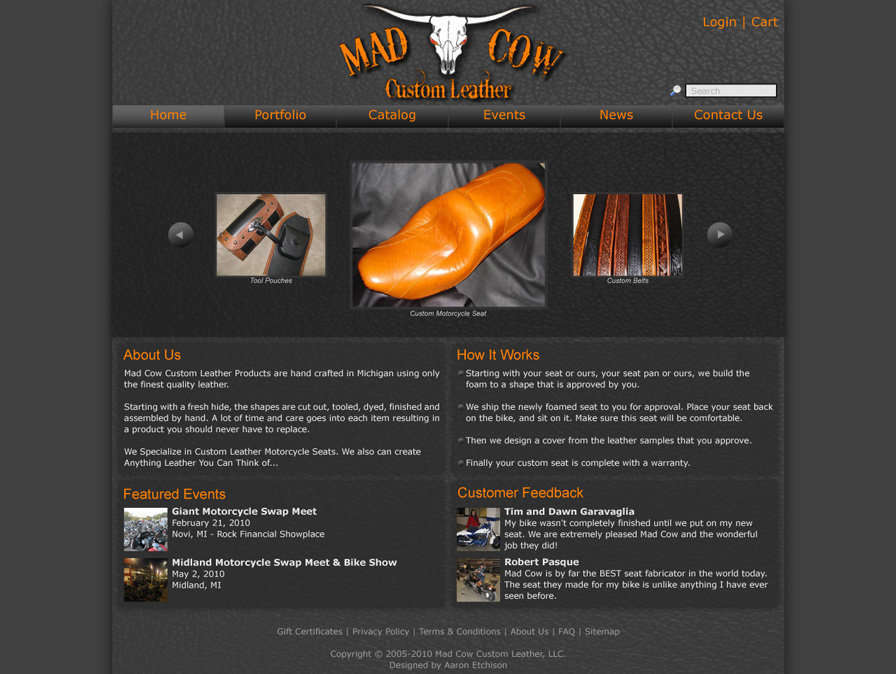 Login | Cart
MAD COW
Custom Leather
Search
Home Portfolio Catalog Events News Contact Us
Tool Pouches
Custom Motorcycle Seat
Custom Belts
About Us
Mad Cow Custom Leather Products are hand crafted in Michigan using only
the finest quality leather.
Starting with a fresh hide, the shapes are cut out, tooled, dyed, finished and
assembled by hand. A lot of time and care goes into each item resulting in
a product you should never have to replace.
We Specialize in Custom Leather Motorcycle Seats. We also can create
Anything Leather You Can Think of...
How It Works
Starting with your seat or ours, your seat pan or ours, we build the
foam to a shape that is approved by you.
We ship the newly foamed seat to you for approval. Place your seat back
on the bike, and sit on it. Make sure this seat will be comfortable.
Then we design a cover from the leather samples that you approve.
Finally your custom seat is complete with a warranty.
Featured Events
Giant Motorcycle Swap Meet
February 21, 2010
Novi, MI - Rock Financial Showplace
Midland Motorcycle Swap Meet & Bike Show
May 2, 2010
Midland, MI
Customer Feedback
Tim and Dawn Garavaglia
My bike wasn't completely finished until we put on my new
seat. We are extremely pleased Mad Cow and the wonderful
job they did!
Robert Pasque
Mad Cow is by far the BEST seat fabricator in the world today.
The seat they made for my bike is unlike anything I have ever
seen before.
Gift Certificates | Privacy Policy | Terms & Conditions | About Us | FAQ | Sitemap
Copyright © 2005-2010 Mad Cow Custom Leather, LLC.
Designed by Aaron Etchison